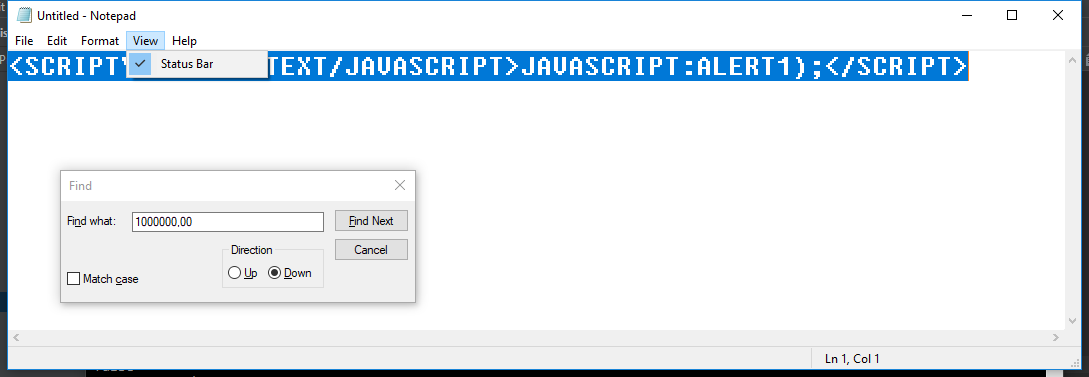 Untitled - Notepad
File Edit Format View Help
Status Bar
<SCRIPT TEXT/JAVASCRIPT>JAVASCRIPT:ALERT1);</SCRIPT>
Find
Find what: 1000000,00 Find Next
Direction Cancel
Up Down
Match case
Ln 1, Col 1